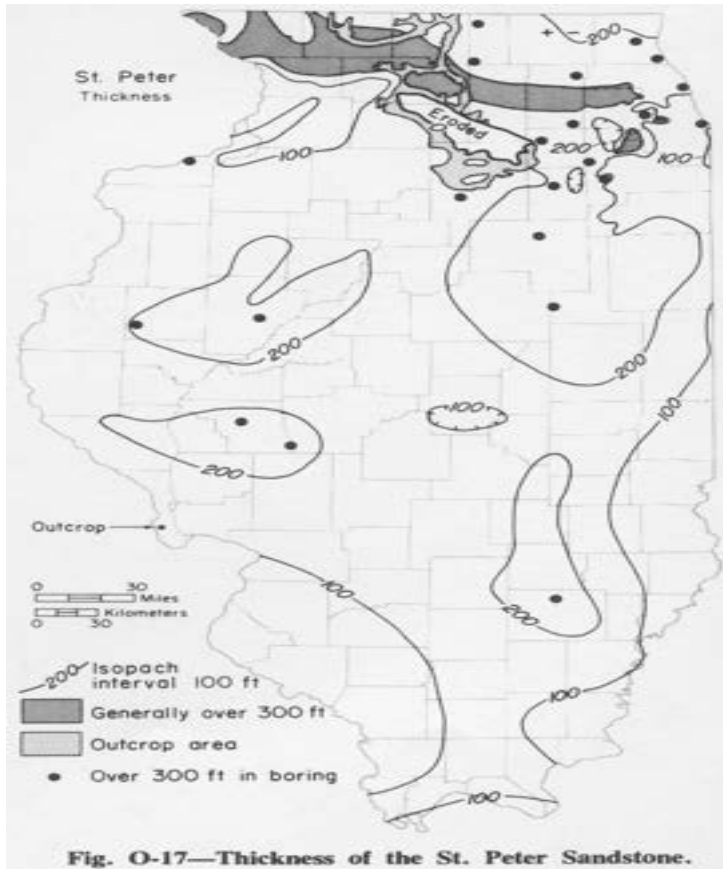 St. Peter
Thickness
+ –
200
Eroded
200
100
100
200
200
100
100
200
Outcrop
100
200
100
100
0 30
Miles
Kilometers
0 30
200 Isopach
interval 100 ft
Generally over 300 ft
Outcrop area
Over 300 ft in boring
Fig. O-17—Thickness of the St. Peter Sandstone.